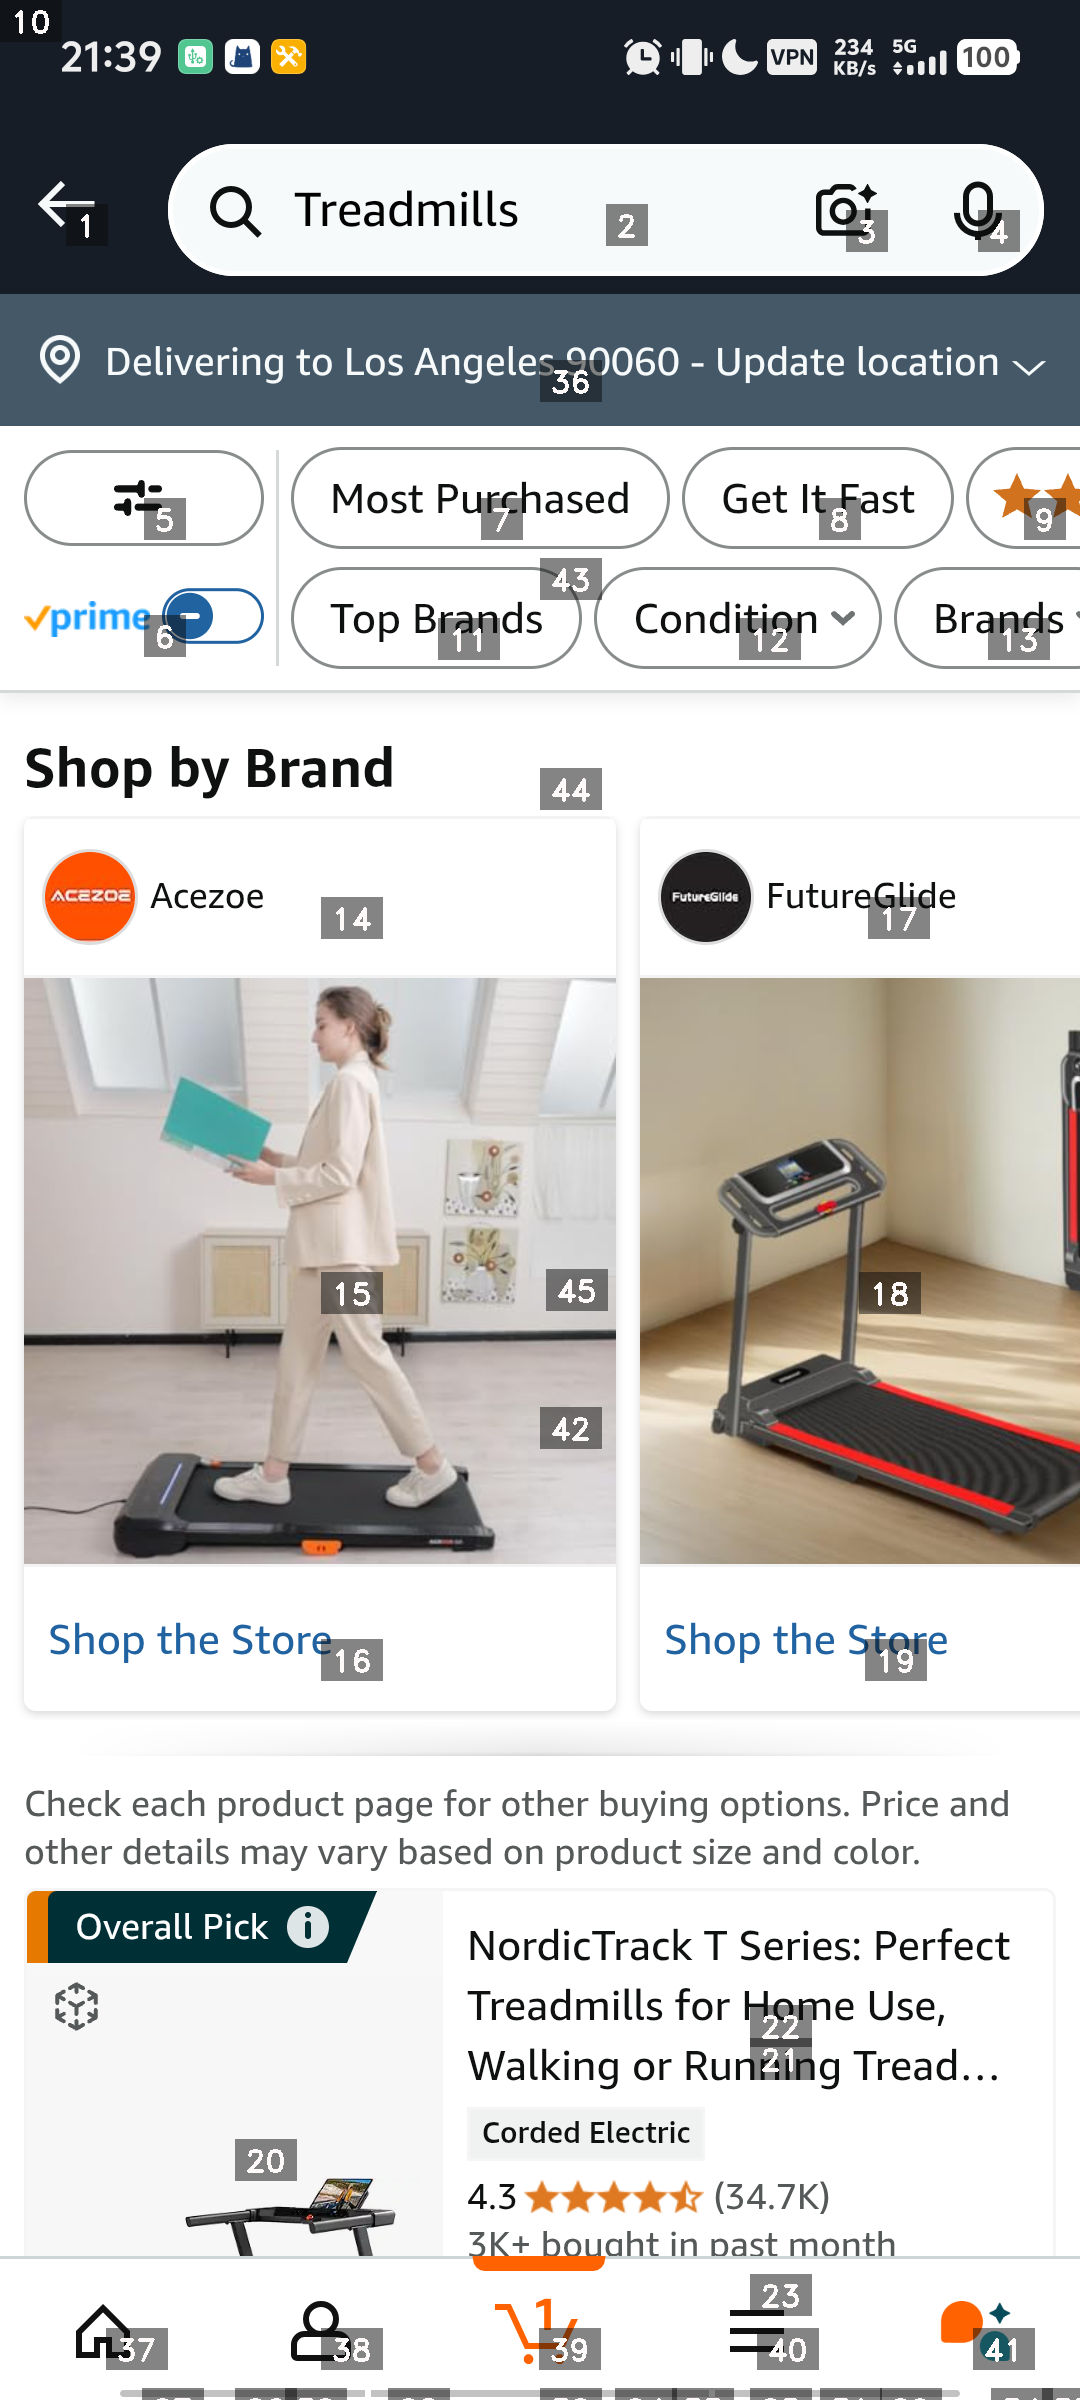 10
21:39
VPN
234
KB/s
5G
100
1
Treadmills
2
3
4
Delivering to Los Angeles 90060 - Update location
36
5
Most Purchased
7
Get It Fast
8
9
43
prime
6
Top Brands
11
Condition
12
Brands
13
Shop by Brand
44
ACEZOE
Acezoe
14
FutureGlide
FutureGlide
17
15
45
18
42
Shop the Store
16
Shop the Store
19
Check each product page for other buying options. Price and
other details may vary based on product size and color.
Overall Pick
NordicTrack T Series: Perfect
Treadmills for Home Use,
22
Walking or Running Tread...
21
Corded Electric
20
4.3
(34.7K)
3K+ bought in past month
23
1
37
38
39
40
41